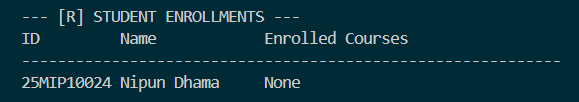 --- [R] STUDENT ENROLLMENTS ---
ID         Name            Enrolled Courses
------------------------------------------------------------
25MIP10024 Nipun Dhama     None